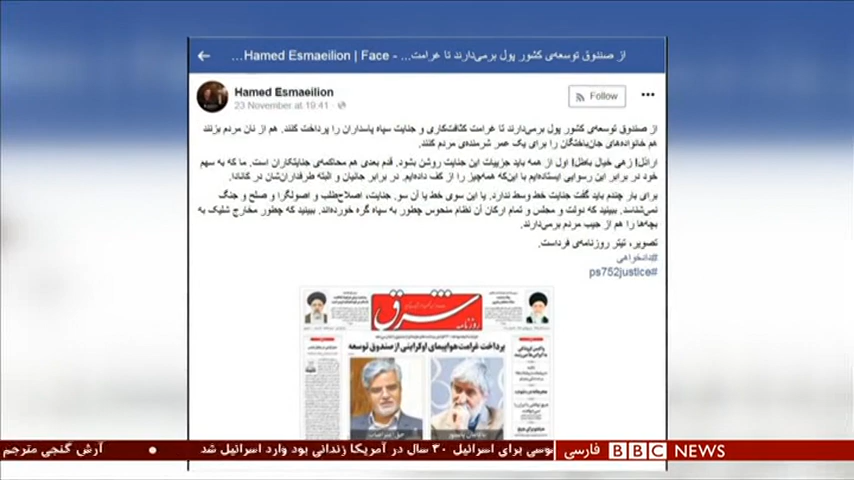 از صندوق توسعه‌ی کشور پول برمی‌دارند تا غرامت... - Hamed Esmaeilion | Face...
Hamed Esmaeilion
23 November at 19:41
Follow
از صندوق توسعه‌ی کشور پول برمی‌دارند تا غرامت کثافت‌کاری و جنایت سپاه پاسداران را پرداخت کنند. هم از نان مردم بزنند
هم خانواده‌های جان‌باختگان را برای یک عمر شرمنده‌ی مردم کنند.
اراذل! زهی خیال باطل! اول از همه باید جزییات این جنایت روشن بشود. قدم بعدی هم محاکمه‌ی جنایتکاران است. ما که به سهم
خود در برابر این رسوایی ایستاده‌ایم با این‌که همه‌چیز را از کف داده‌ایم. در برابر جانیان و البته طرفداران‌شان در کانادا.
برای بار چندم باید گفت جنایت خط وسط ندارد. یا این سوی خط یا آن سو. جنایت، اصلاح‌طلب و اصولگرا و صلح و جنگ
نمی‌شناسد. ببینید که دولت و مجلس و تمام ارکان آن نظام منحوس چطور به سپاه گره خورده‌اند. ببینید که چطور مخارج شلیک به
بچه‌ها را هم از جیب مردم برمی‌دارند.
تصویر، تیتر روزنامه‌ی فرداست.
#دادخواهی
#ps752justice
روزنامه شرق
پرداخت غرامت هواپیمای اوکراینی از صندوق توسعه
BBC NEWS فارسی
وسی برای اسرائیل ۳۰ سال در آمریکا زندانی بود وارد اسرائیل شد
آرش گنجی مترجم